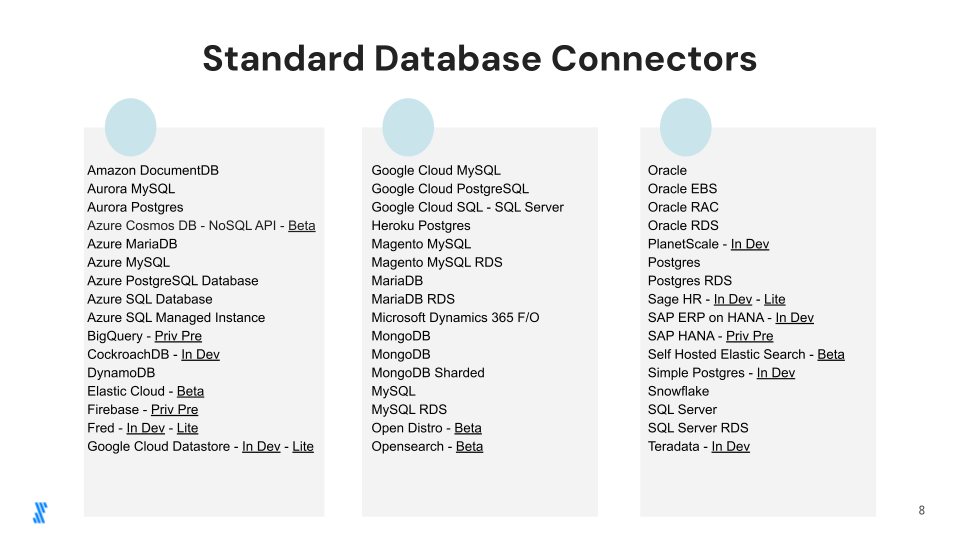 Standard Database Connectors
Amazon DocumentDB
Aurora MySQL
Aurora Postgres
Azure Cosmos DB - NoSQL API - Beta
Azure MariaDB
Azure MySQL
Azure PostgreSQL Database
Azure SQL Database
Azure SQL Managed Instance
BigQuery - Priv Pre
CockroachDB - In Dev
DynamoDB
Elastic Cloud - Beta
Firebase - Priv Pre
Fred - In Dev - Lite
Google Cloud Datastore - In Dev - Lite
Google Cloud MySQL
Google Cloud PostgreSQL
Google Cloud SQL - SQL Server
Heroku Postgres
Magento MySQL
Magento MySQL RDS
MariaDB
MariaDB RDS
Microsoft Dynamics 365 F/O
MongoDB
MongoDB
MongoDB Sharded
MySQL
MySQL RDS
Open Distro - Beta
Opensearch - Beta
Oracle
Oracle EBS
Oracle RAC
Oracle RDS
PlanetScale - In Dev
Postgres
Postgres RDS
Sage HR - In Dev - Lite
SAP ERP on HANA - In Dev
SAP HANA - Priv Pre
Self Hosted Elastic Search - Beta
Simple Postgres - In Dev
Snowflake
SQL Server
SQL Server RDS
Teradata - In Dev
8